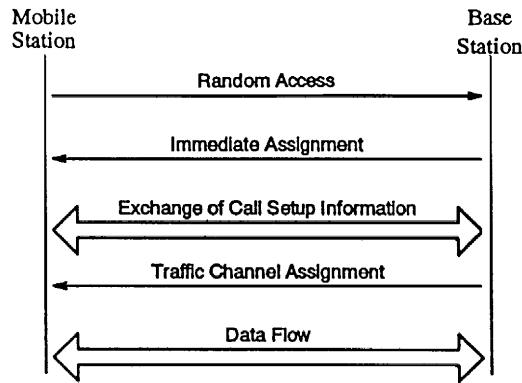 Mobile
Station
Base
Station
Random Access
Immediate Assignment
Exchange of Call Setup Information
Traffic Channel Assignment
Data Flow